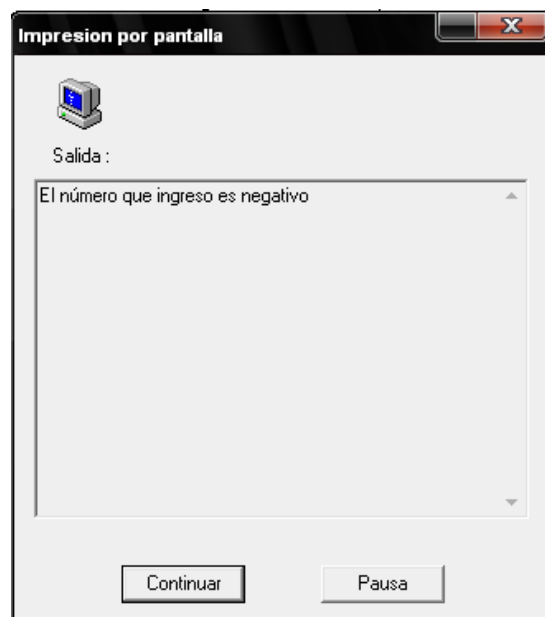 Impresion por pantalla
Salida :
El número que ingreso es negativo
Continuar
Pausa